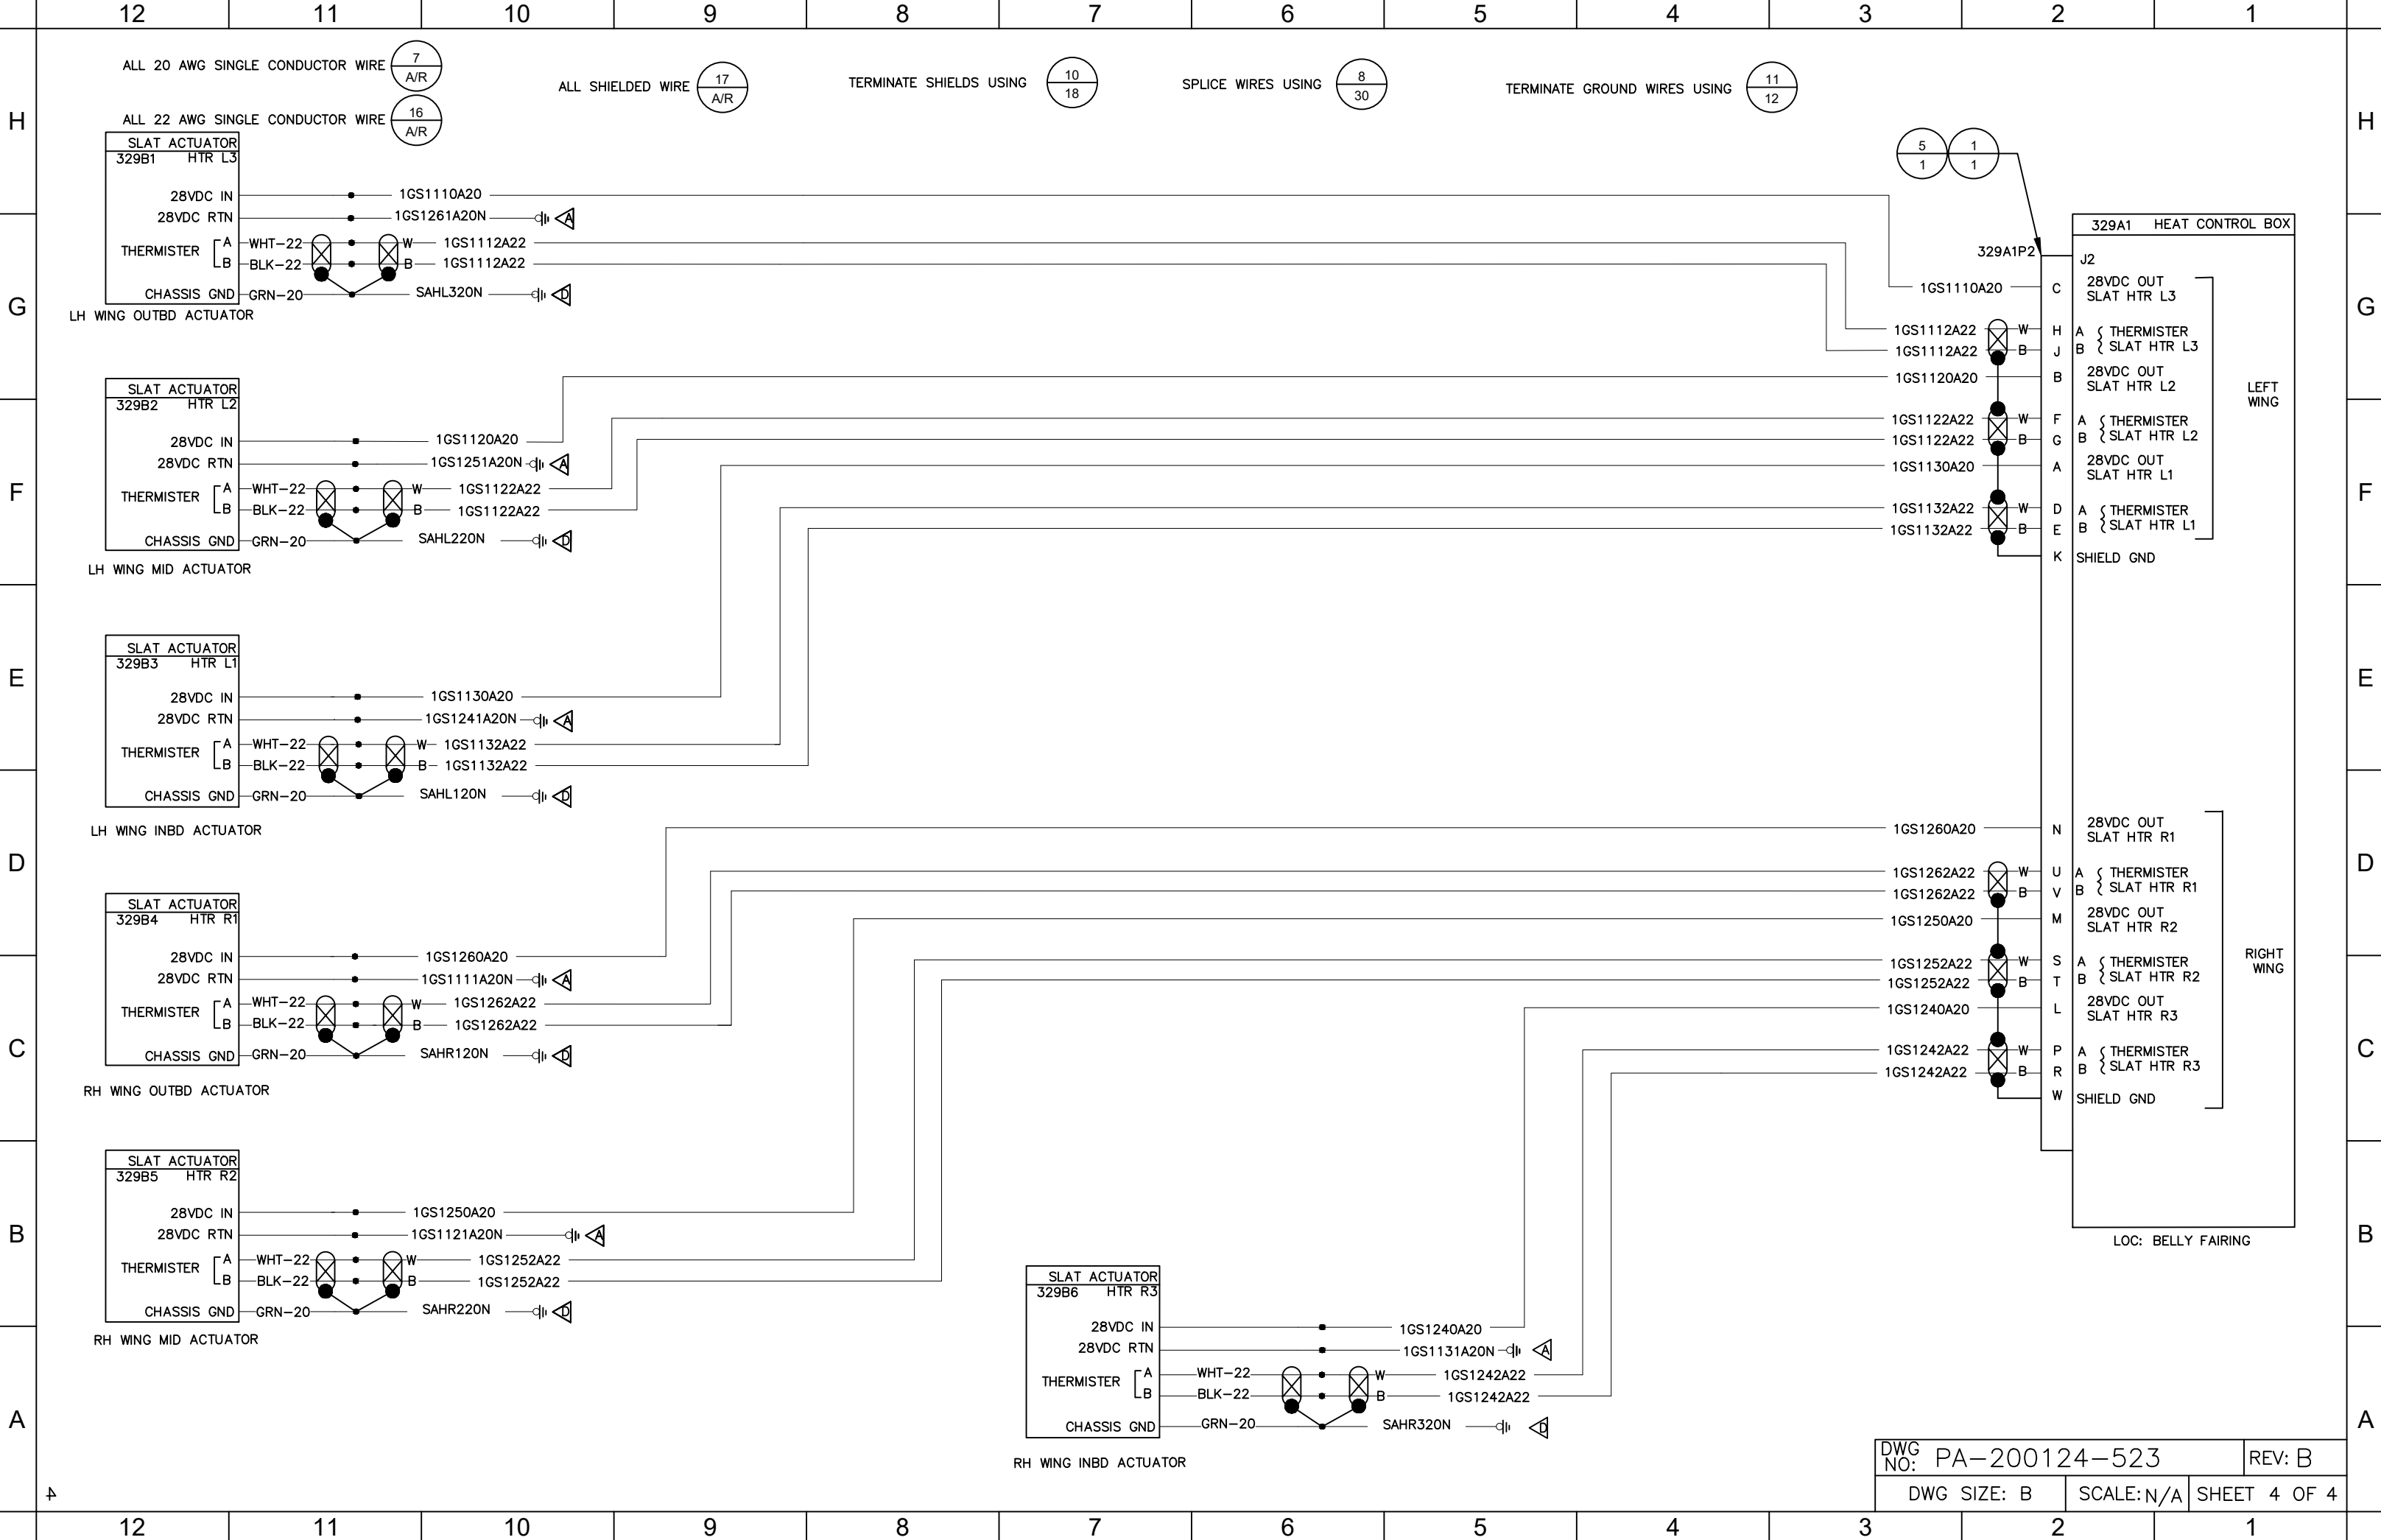 12 11 10 9 8 7 6 5 4 3 2 1
H
G
F
E
D
C
B
A
ALL 20 AWG SINGLE CONDUCTOR WIRE 7 A/R
ALL 22 AWG SINGLE CONDUCTOR WIRE 16 A/R
ALL SHIELDED WIRE 17 A/R
TERMINATE SHIELDS USING 10 18
SPLICE WIRES USING 8 30
TERMINATE GROUND WIRES USING 11 12
SLAT ACTUATOR
329B1 HTR L3
28VDC IN 1GS1110A20
28VDC RTN 1GS1261A20N A
THERMISTER
A WHT-22 W 1GS1112A22
B BLK-22 B 1GS1112A22
CHASSIS GND GRN-20 SAHL320N D
LH WING OUTBD ACTUATOR
SLAT ACTUATOR
329B2 HTR L2
28VDC IN 1GS1120A20
28VDC RTN 1GS1251A20N A
THERMISTER
A WHT-22 W 1GS1122A22
B BLK-22 B 1GS1122A22
CHASSIS GND GRN-20 SAHL220N D
LH WING MID ACTUATOR
SLAT ACTUATOR
329B3 HTR L1
28VDC IN 1GS1130A20
28VDC RTN 1GS1241A20N A
THERMISTER
A WHT-22 W 1GS1132A22
B BLK-22 B 1GS1132A22
CHASSIS GND GRN-20 SAHL120N D
LH WING INBD ACTUATOR
SLAT ACTUATOR
329B4 HTR R1
28VDC IN 1GS1260A20
28VDC RTN 1GS1111A20N A
THERMISTER
A WHT-22 W 1GS1262A22
B BLK-22 B 1GS1262A22
CHASSIS GND GRN-20 SAHR120N D
RH WING OUTBD ACTUATOR
SLAT ACTUATOR
329B5 HTR R2
28VDC IN 1GS1250A20
28VDC RTN 1GS1121A20N A
THERMISTER
A WHT-22 W 1GS1252A22
B BLK-22 B 1GS1252A22
CHASSIS GND GRN-20 SAHR220N D
RH WING MID ACTUATOR
SLAT ACTUATOR
329B6 HTR R3
28VDC IN 1GS1240A20
28VDC RTN 1GS1131A20N A
THERMISTER
A WHT-22 W 1GS1242A22
B BLK-22 B 1GS1242A22
CHASSIS GND GRN-20 SAHR320N D
RH WING INBD ACTUATOR
5 1
1 1
329A1 HEAT CONTROL BOX
329A1P2 J2
1GS1110A20 C 28VDC OUT
SLAT HTR L3
1GS1112A22 W H A THERMISTER
1GS1112A22 B J B SLAT HTR L3
1GS1120A20 B 28VDC OUT
SLAT HTR L2
LEFT
WING
1GS1122A22 W F A THERMISTER
1GS1122A22 B G B SLAT HTR L2
1GS1130A20 A 28VDC OUT
SLAT HTR L1
1GS1132A22 W D A THERMISTER
1GS1132A22 B E B SLAT HTR L1
K SHIELD GND
1GS1260A20 N 28VDC OUT
SLAT HTR R1
1GS1262A22 W U A THERMISTER
1GS1262A22 B V B SLAT HTR R1
1GS1250A20 M 28VDC OUT
SLAT HTR R2
RIGHT
WING
1GS1252A22 W S A THERMISTER
1GS1252A22 B T B SLAT HTR R2
1GS1240A20 L 28VDC OUT
SLAT HTR R3
1GS1242A22 W P A THERMISTER
1GS1242A22 B R B SLAT HTR R3
W SHIELD GND
LOC: BELLY FAIRING
H
G
F
E
D
C
B
A
DWG NO: PA-200124-523 REV: B
DWG SIZE: B SCALE: N/A SHEET 4 OF 4
4
12 11 10 9 8 7 6 5 4 3 2 1